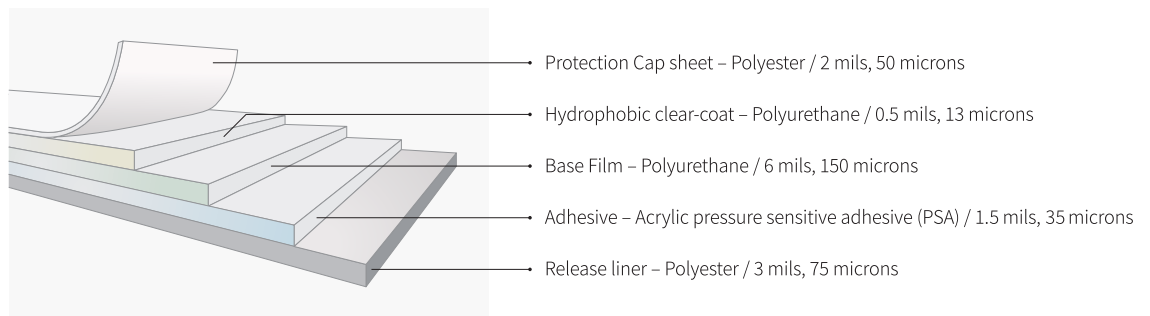 Protection Cap sheet – Polyester / 2 mils, 50 microns
Hydrophobic clear-coat – Polyurethane / 0.5 mils, 13 microns
Base Film – Polyurethane / 6 mils, 150 microns
Adhesive – Acrylic pressure sensitive adhesive (PSA) / 1.5 mils, 35 microns
Release liner – Polyester / 3 mils, 75 microns